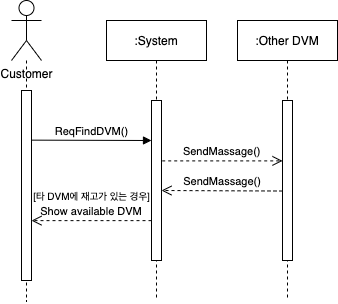 :System
:Other DVM
Customer
ReqFindDVM()
SendMassage()
SendMassage()
[타 DVM에 재고가 있는 경우]
Show available DVM